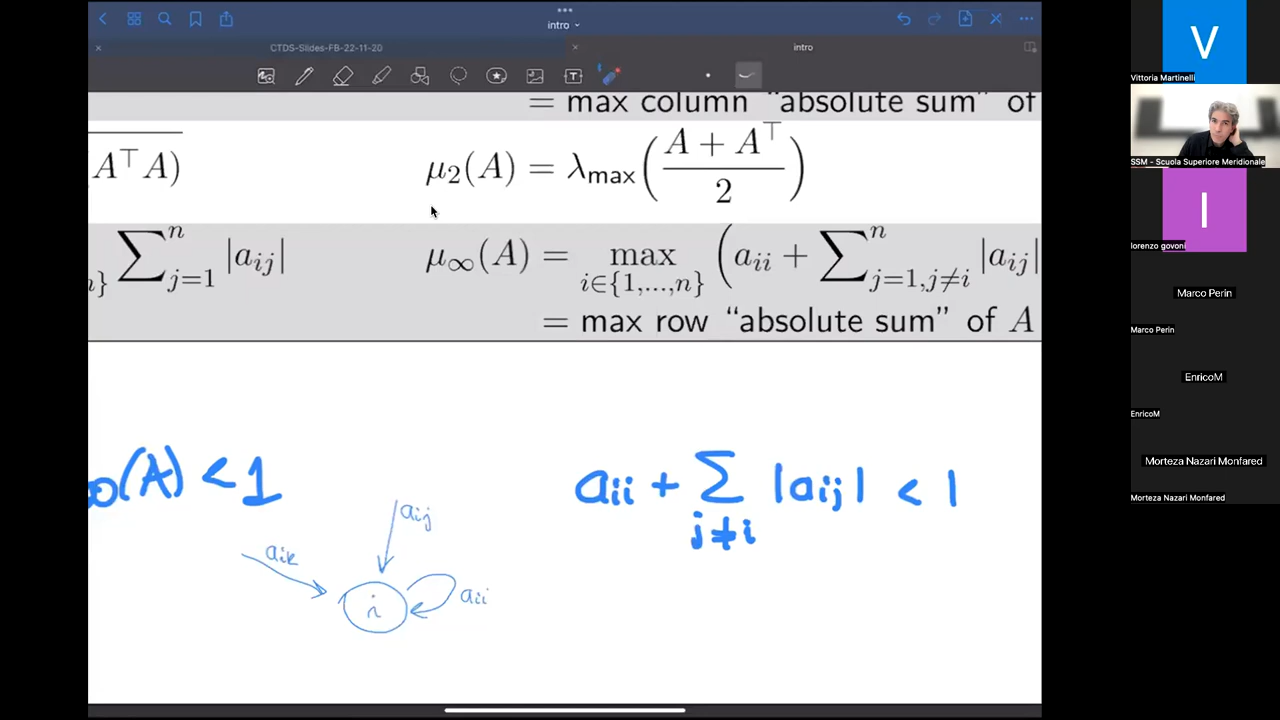 intro
CTDS-Slides-FB-22-11-20
intro
= max column “absolute sum” of
A⊤A)
μ2(A) = λmax((A + A⊤)/2)
n} ∑ⁿj=1 |aij|
μ∞(A) = max i∈{1,...,n} (aii + ∑ⁿj=1,j≠i |aij|
= max row “absolute sum” of A
∞(A) < 1
aii + Σ j≠i |aij| < 1
aij
aik
i
aii
V
Vittoria Martinelli
SSM - Scuola Superiore Meridionale
I
lorenzo govoni
Marco Perin
Marco Perin
EnricoM
EnricoM
Morteza Nazari Monfared
Morteza Nazari Monfared